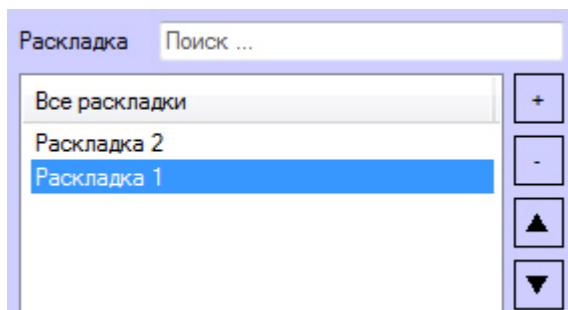 Раскладка Поиск ...
Все раскладки +
Раскладка 2
Раскладка 1 -
▲
▼